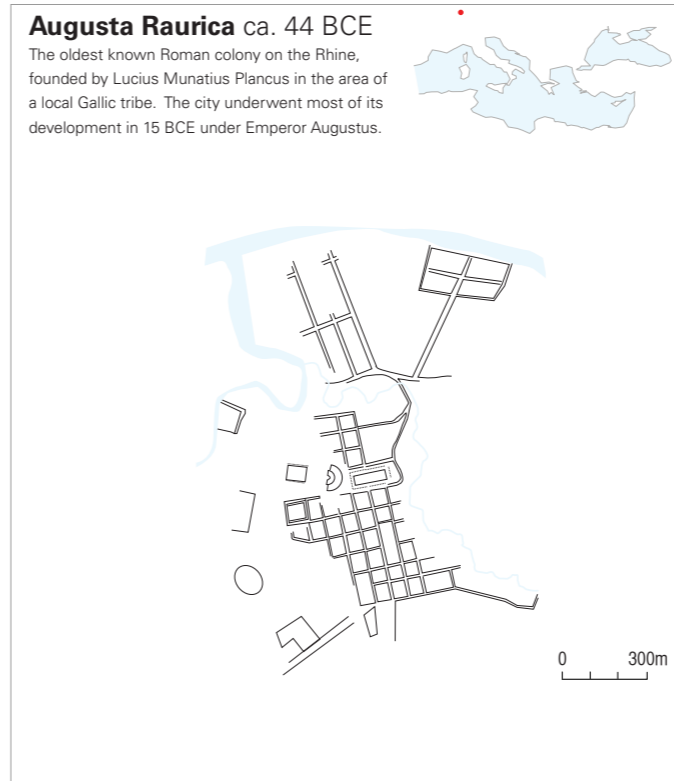 Augusta Raurica ca. 44 BCE
The oldest known Roman colony on the Rhine,
founded by Lucius Munatius Plancus in the area of
a local Gallic tribe. The city underwent most of its
development in 15 BCE under Emperor Augustus.
0 300m